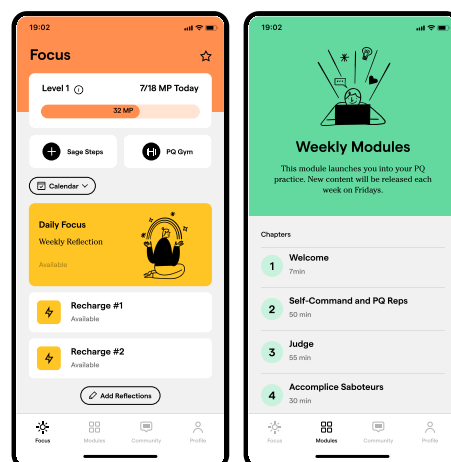 19:02
Focus
Level 1
7/18 MP Today
32 MP
Sage Steps
PQ Gym
Calendar
Daily Focus
Weekly Reflection
Available
Recharge #1
Available
Recharge #2
Available
Add Reflections
Focus
Modules
Community
Profile
19:02
Weekly Modules
This module launches you into your PQ
practice. New content will be released each
week on Fridays.
Chapters
1
Welcome
7min
2
Self-Command and PQ Reps
50 min
3
Judge
55 min
4
Accomplice Saboteurs
30 min
Focus
Modules
Community
Profile